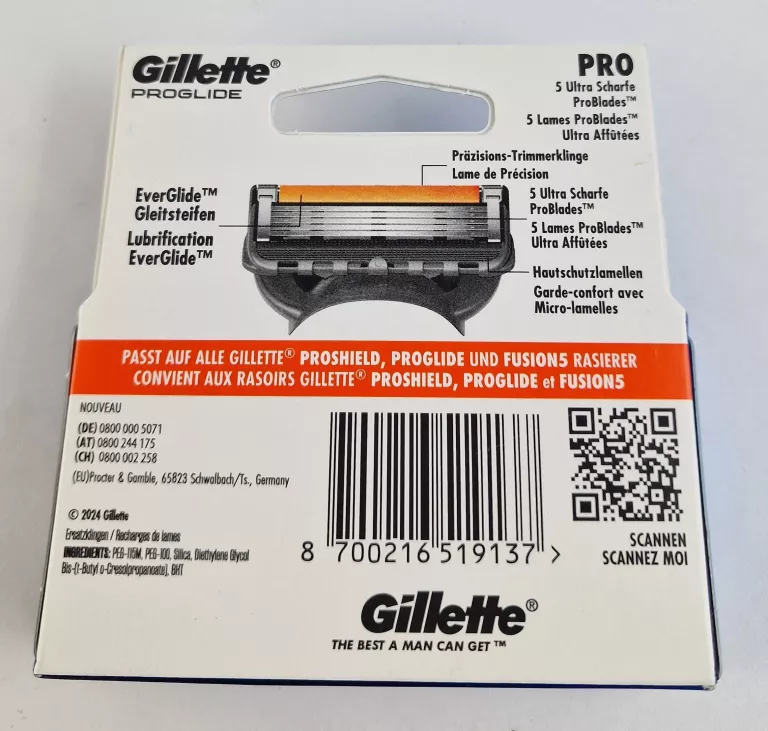 Gillette®
PROGLIDE
PRO
5 Ultra Scharfe
ProBlades™
5 Lames ProBlades™
Ultra Affûtées
Präzisions-Trimmerklinge
Lame de Précision
EverGlide™
Gleitsteifen
Lubrification
EverGlide™
5 Ultra Scharfe
ProBlades™
5 Lames ProBlades™
Ultra Affûtées
Hautschutzlamellen
Garde-confort avec
Micro-lamelles
PASST AUF ALLE GILLETTE® PROSHIELD, PROGLIDE UND FUSION5 RASIERER
CONVIENT AUX RASOIRS GILLETTE® PROSHIELD, PROGLIDE et FUSION5
NOUVEAU
(DE) 0800 000 5071
(AT) 0800 244 175
(CH) 0800 002 258
(EU)Procter & Gamble, 65823 Schwalbach/Ts., Germany
© 2024 Gillette
Ersatzklingen / Recharges de lames
INGREDIENTS: PEG-115M, PEG-100, Silica, Diethylene Glycol
Bis-(t-Butyl o-Cresolpropanoate), BHT
8 700216 519137 >
SCANNEN
SCANNEZ MOI
Gillette®
THE BEST A MAN CAN GET™